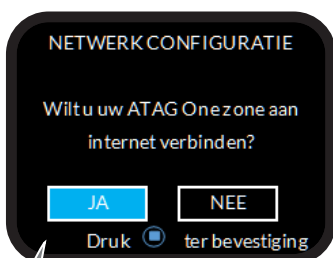 NETWERK CONFIGURATIE
Wilt u uw ATAG One zone aan
internet verbinden?
JA NEE
Druk ter bevestiging